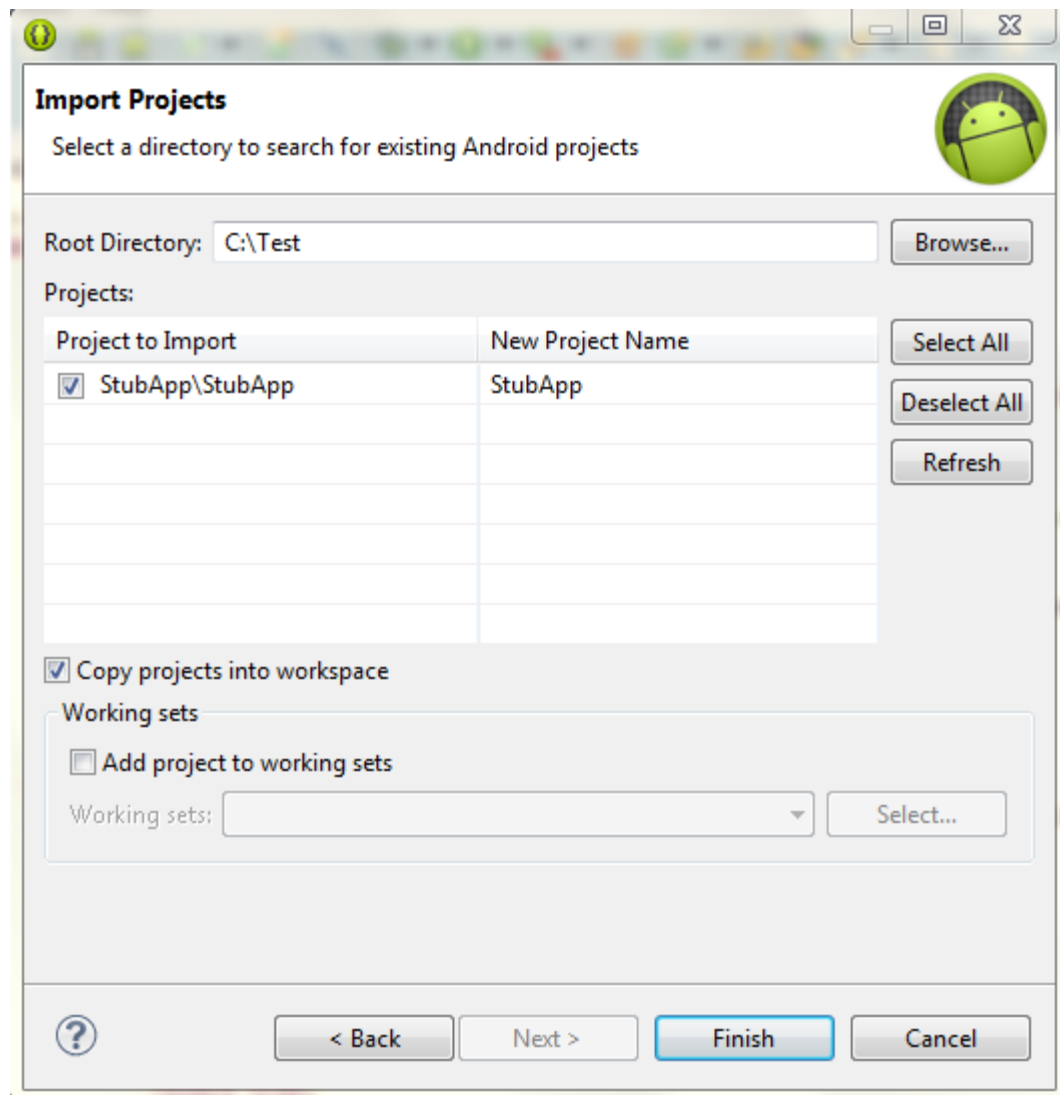 Import Projects
Select a directory to search for existing Android projects
Root Directory: C:\Test Browse...
Projects:
Project to Import New Project Name Select All
StubApp\StubApp StubApp
Deselect All
Refresh
Copy projects into workspace
Working sets
Add project to working sets
Working sets: Select...
? < Back Next > Finish Cancel